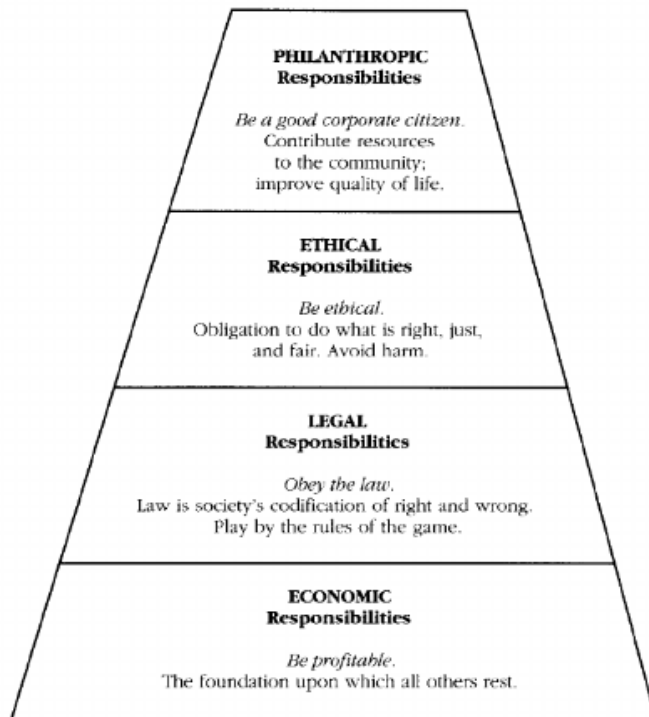 PHILANTHROPIC
Responsibilities
Be a good corporate citizen.
Contribute resources
to the community;
improve quality of life.
ETHICAL
Responsibilities
Be ethical.
Obligation to do what is right, just,
and fair. Avoid harm.
LEGAL
Responsibilities
Obey the law.
Law is society's codification of right and wrong.
Play by the rules of the game.
ECONOMIC
Responsibilities
Be profitable.
The foundation upon which all others rest.